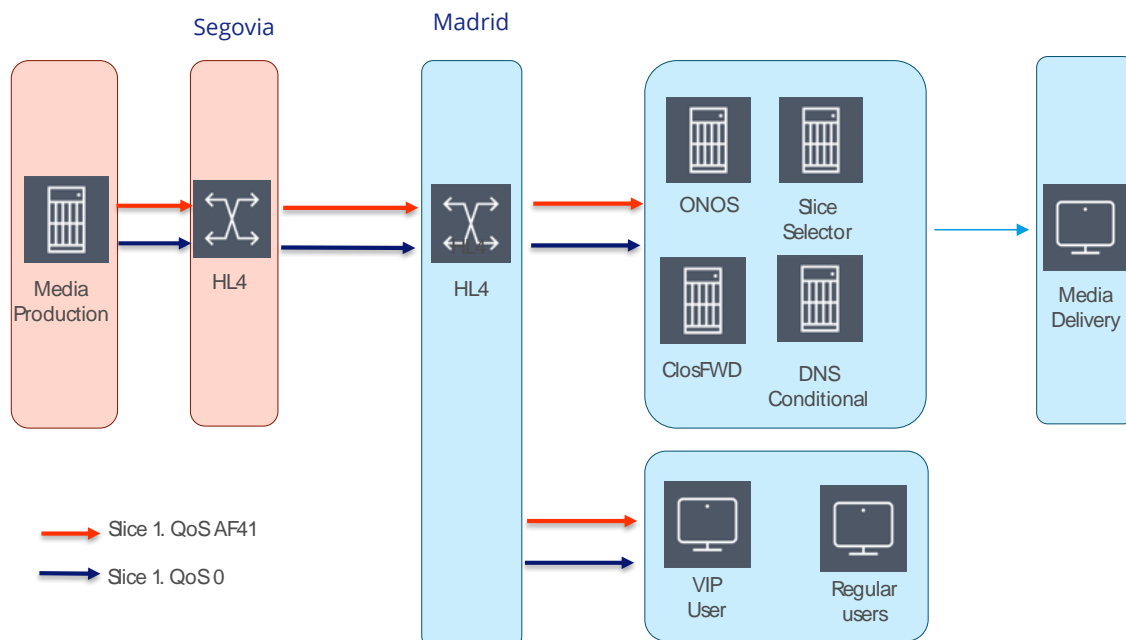 Segovia
Madrid
Media
Production
HL4
HL4
HL4
ONOS
Slice
Selector
ClosFWD
DNS
Conditional
Media
Delivery
Slice 1. QoS AF41
Slice 1. QoS 0
VIP
User
Regular
users